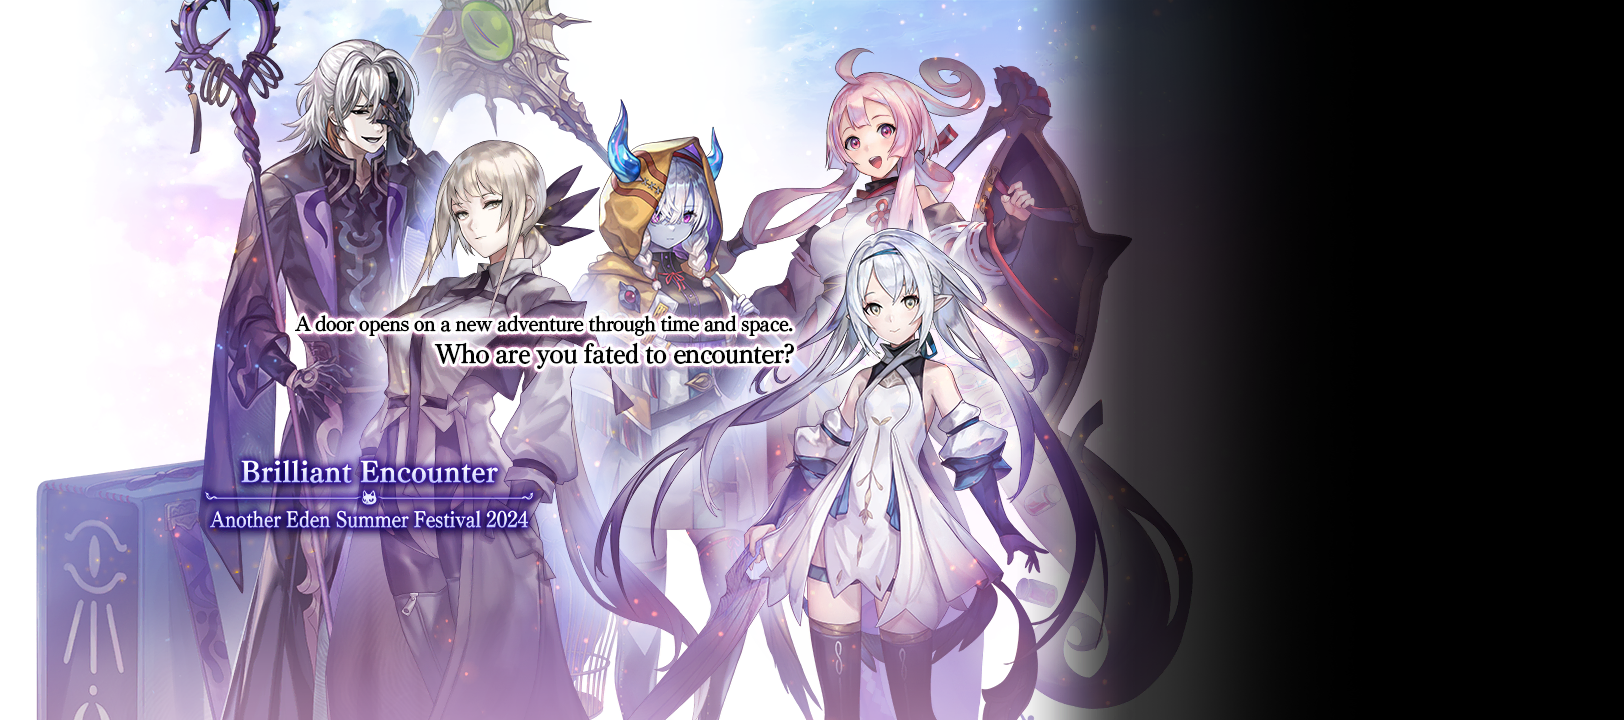 A door opens on a new adventure through time and space.
Who are you fated to encounter?
Brilliant Encounter
Another Eden Summer Festival 2024